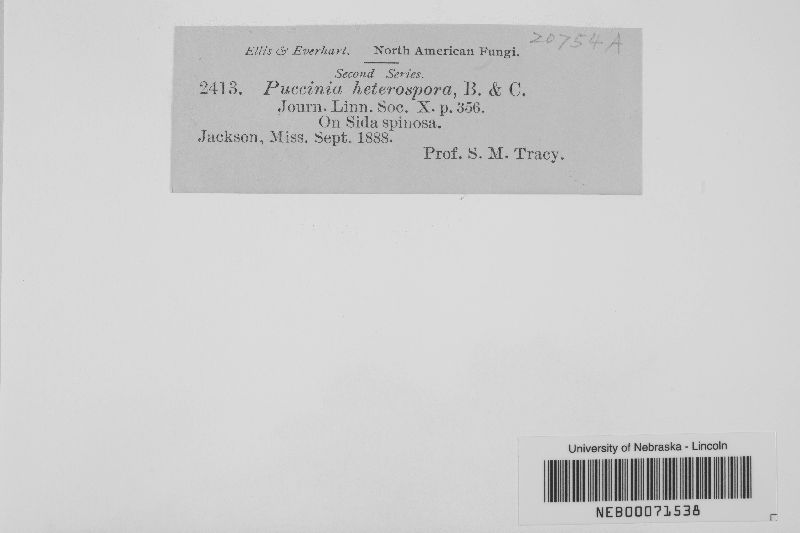 20754A
Ellis & Everhart. North American Fungi.
Second Series.
2413. Puccinia heterospora, B. & C.
Journ. Linn. Soc. X. p. 356.
On Sida spinosa.
Jackson, Miss. Sept. 1888.
Prof. S. M. Tracy.
University of Nebraska - Lincoln
NEB00071538